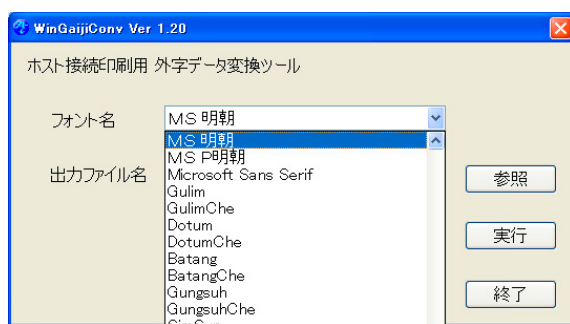 WinGaijiConv Ver 1.20
ホスト接続印刷用 外字データ変換ツール
フォント名
ＭＳ 明朝
ＭＳ 明朝
ＭＳ Ｐ明朝
出力ファイル名
Microsoft Sans Serif
参照
Gulim
GulimChe
Dotum
実行
DotumChe
Batang
BatangChe
Gungsuh
終了
GungsuhChe